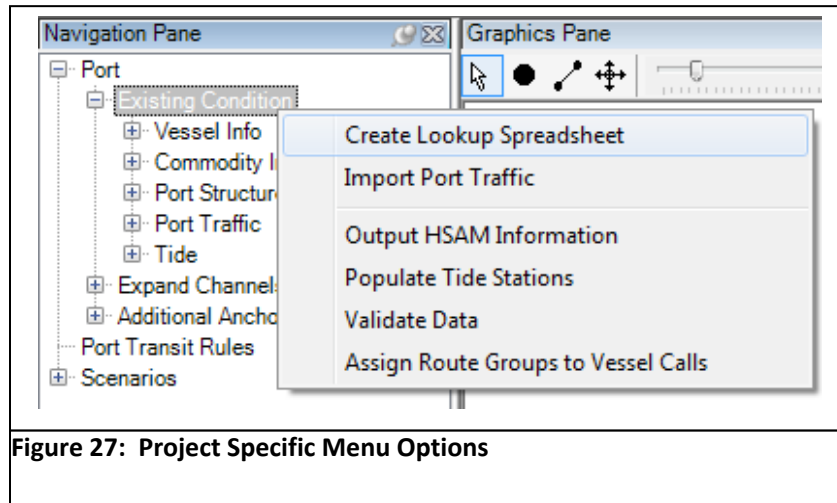 Navigation Pane
Graphics Pane
Port
Existing Condition
Vessel Info
Commodity I
Port Structur
Port Traffic
Tide
Expand Channel
Additional Ancho
Port Transit Rules
Scenarios
Create Lookup Spreadsheet
Import Port Traffic
Output HSAM Information
Populate Tide Stations
Validate Data
Assign Route Groups to Vessel Calls
Figure 27: Project Specific Menu Options